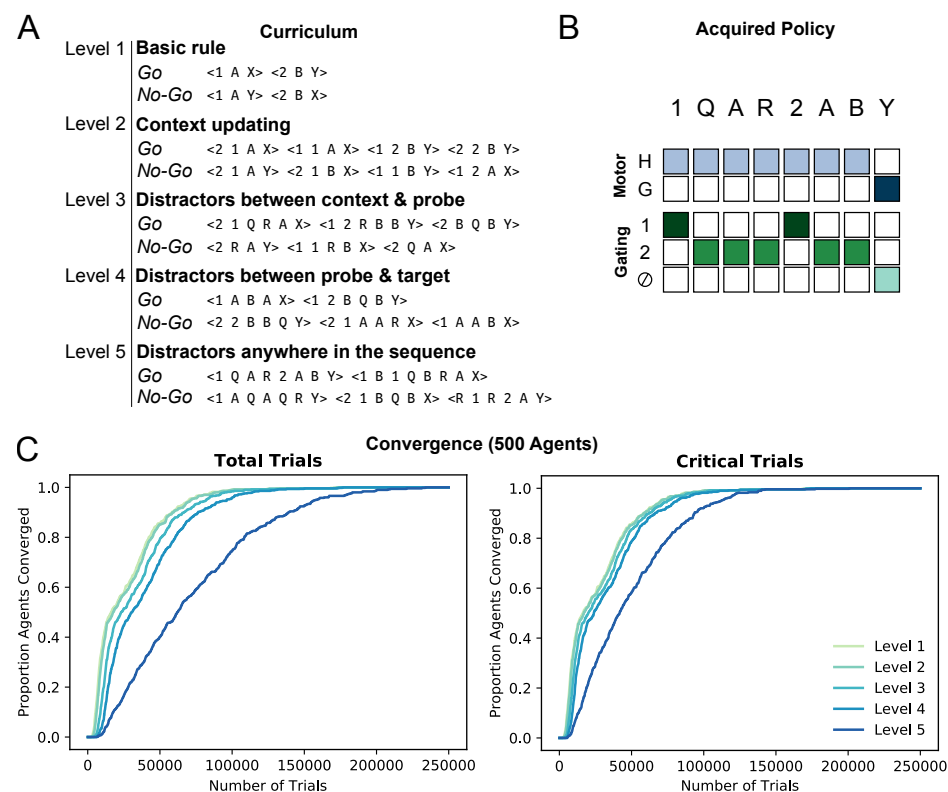 A
Curriculum
Level 1 Basic rule
Go <1 A X> <2 B Y>
No-Go <1 A Y> <2 B X>
Level 2 Context updating
Go <2 1 A X> <1 1 A X> <1 2 B Y> <2 2 B Y>
No-Go <2 1 A Y> <2 1 B X> <1 1 B Y> <1 2 A X>
Level 3 Distractors between context & probe
Go <2 1 Q R A X> <1 2 R B B Y> <2 B Q B Y>
No-Go <2 R A Y> <1 1 R B X> <2 Q A X>
Level 4 Distractors between probe & target
Go <1 A B A X> <1 2 B Q B Y>
No-Go <2 2 B B Q Y> <2 1 A A R X> <1 A A B X>
Level 5 Distractors anywhere in the sequence
Go <1 Q A R 2 A B Y> <1 B 1 Q B R A X>
No-Go <1 A Q A Q R Y> <2 1 B Q B X> <R 1 R 2 A Y>
B
Acquired Policy
1 Q A R 2 A B Y
Motor
H
G
Gating
1
2
∅
C
Convergence (500 Agents)
Total Trials
Proportion Agents Converged
1.0
0.8
0.6
0.4
0.2
0.0
0 50000 100000 150000 200000 250000
Number of Trials
Critical Trials
Proportion Agents Converged
1.0
0.8
0.6
0.4
0.2
0.0
Level 1
Level 2
Level 3
Level 4
Level 5
0 50000 100000 150000 200000 250000
Number of Trials